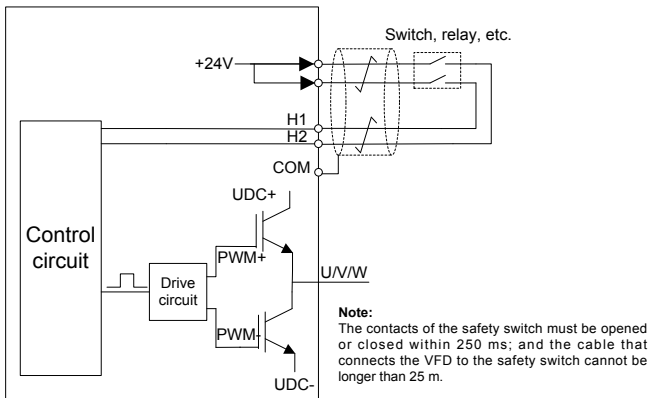 Switch, relay, etc.
+24V
H1
H2
COM
UDC+
Control
circuit
PWM+
Drive
circuit
U/V/W
PWM-
UDC-
Note:
The contacts of the safety switch must be opened
or closed within 250 ms; and the cable that
connects the VFD to the safety switch cannot be
longer than 25 m.